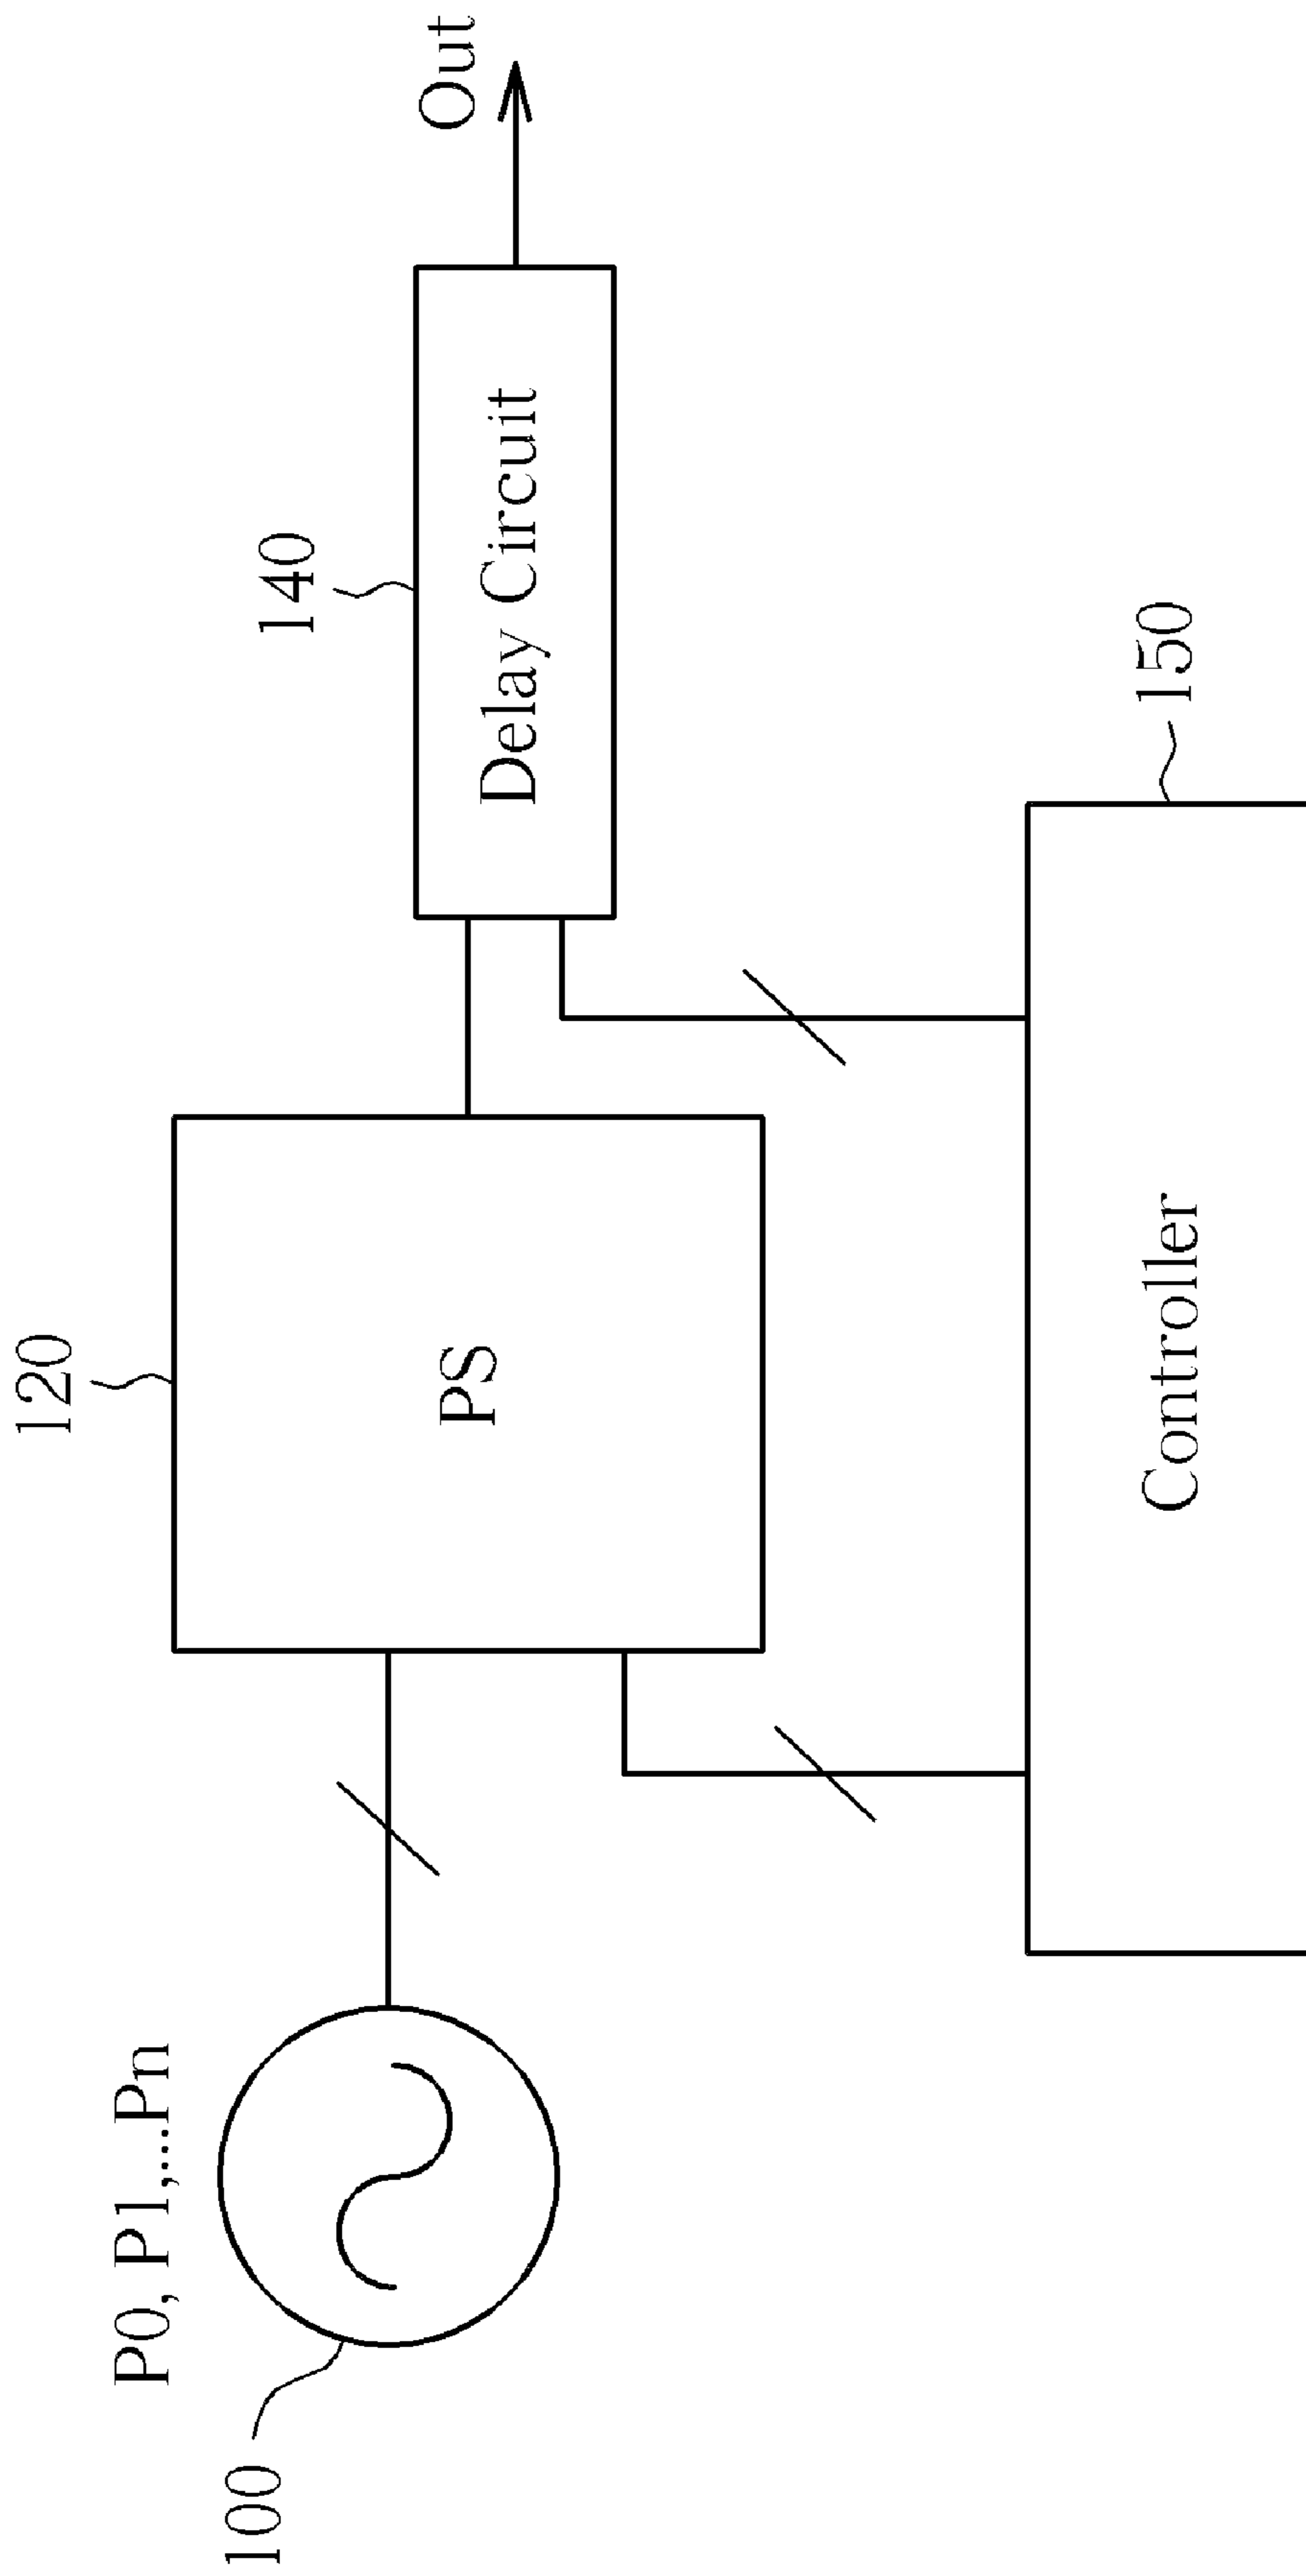 120
140
Out
P0, P1,...Pn
PS
Delay Circuit
100
150
Controller